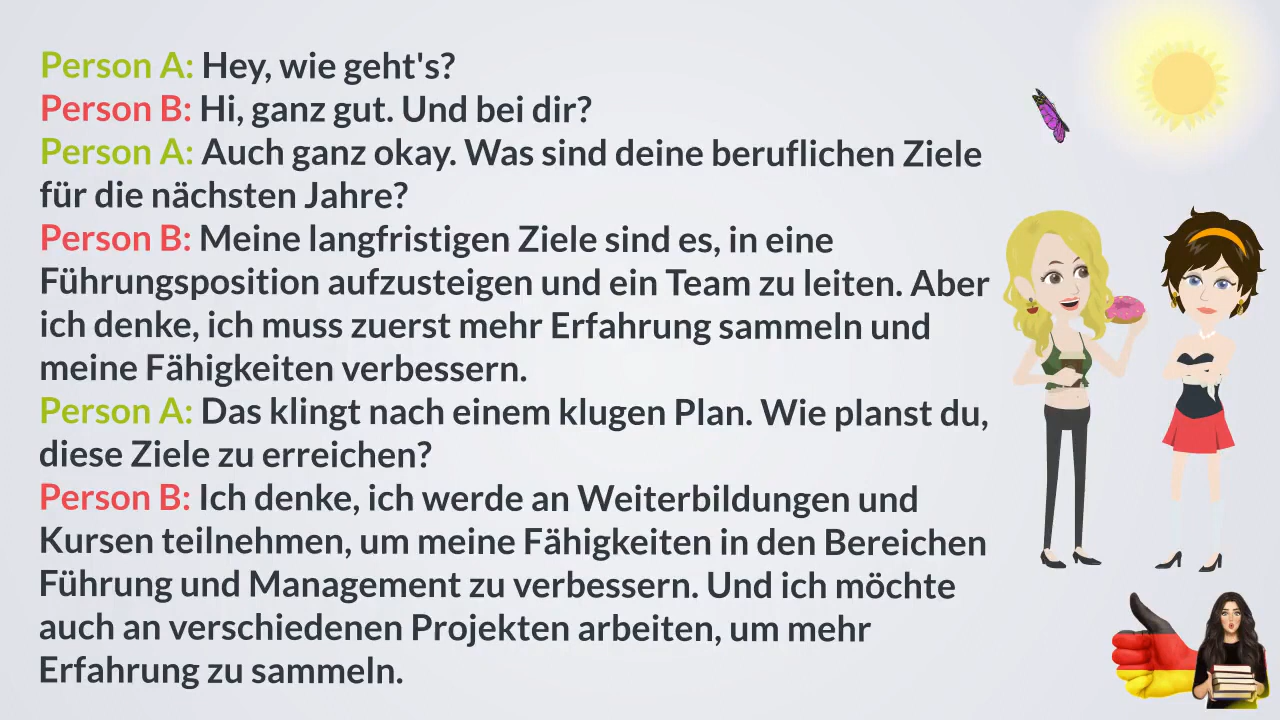 Person A: Hey, wie geht's?
Person B: Hi, ganz gut. Und bei dir?
Person A: Auch ganz okay. Was sind deine beruflichen Ziele
für die nächsten Jahre?
Person B: Meine langfristigen Ziele sind es, in eine
Führungsposition aufzusteigen und ein Team zu leiten. Aber
ich denke, ich muss zuerst mehr Erfahrung sammeln und
meine Fähigkeiten verbessern.
Person A: Das klingt nach einem klugen Plan. Wie planst du,
diese Ziele zu erreichen?
Person B: Ich denke, ich werde an Weiterbildungen und
Kursen teilnehmen, um meine Fähigkeiten in den Bereichen
Führung und Management zu verbessern. Und ich möchte
auch an verschiedenen Projekten arbeiten, um mehr
Erfahrung zu sammeln.